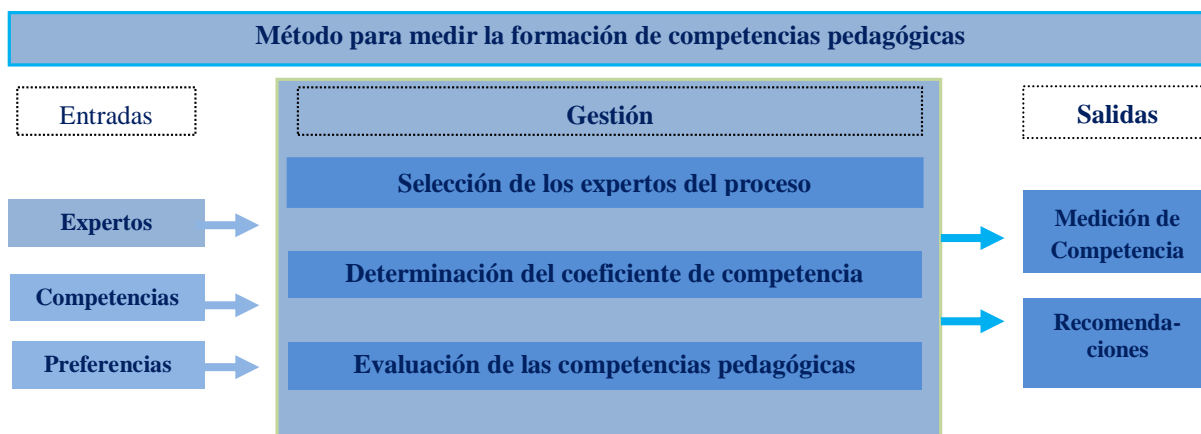 Método para medir la formación de competencias pedagógicas
Entradas
Gestión
Salidas
Selección de los expertos del proceso
Expertos
Medición de
Competencia
Determinación del coeficiente de competencia
Competencias
Recomenda-
ciones
Preferencias
Evaluación de las competencias pedagógicas